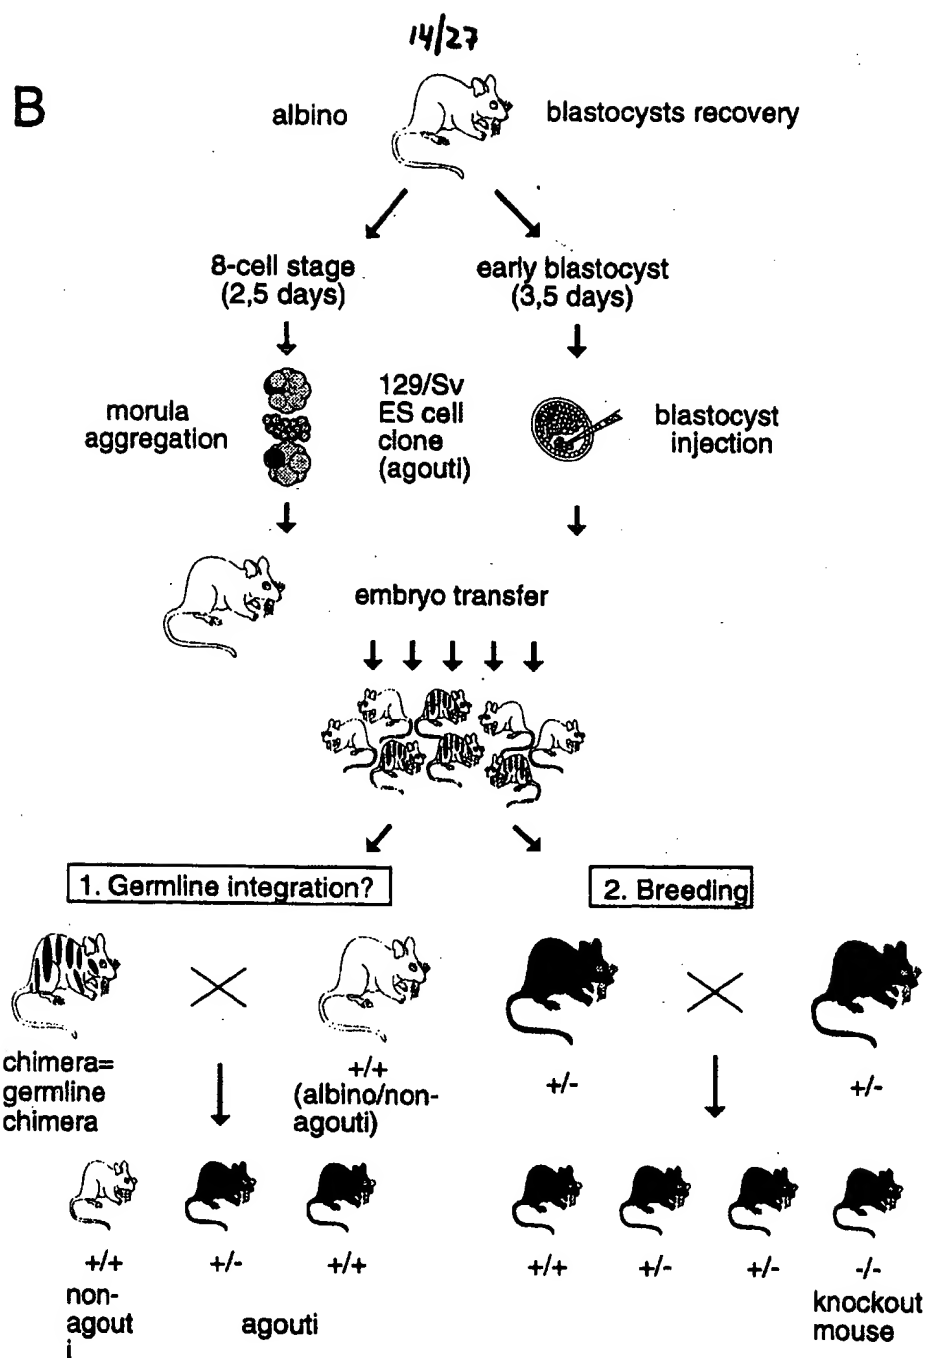 14/27
B
albino
blastocysts recovery
8-cell stage
(2,5 days)
early blastocyst
(3,5 days)
morula
aggregation
129/Sv
ES cell
clone
(agouti)
blastocyst
injection
embryo transfer
1. Germline integration?
2. Breeding
chimera=
germline
chimera
+/+
(albino/non-
agouti)
+/-
+/-
+/+
+/-
+/+
+/+
+/-
+/-
-/-
non-
agout
i
agouti
knockout
mouse